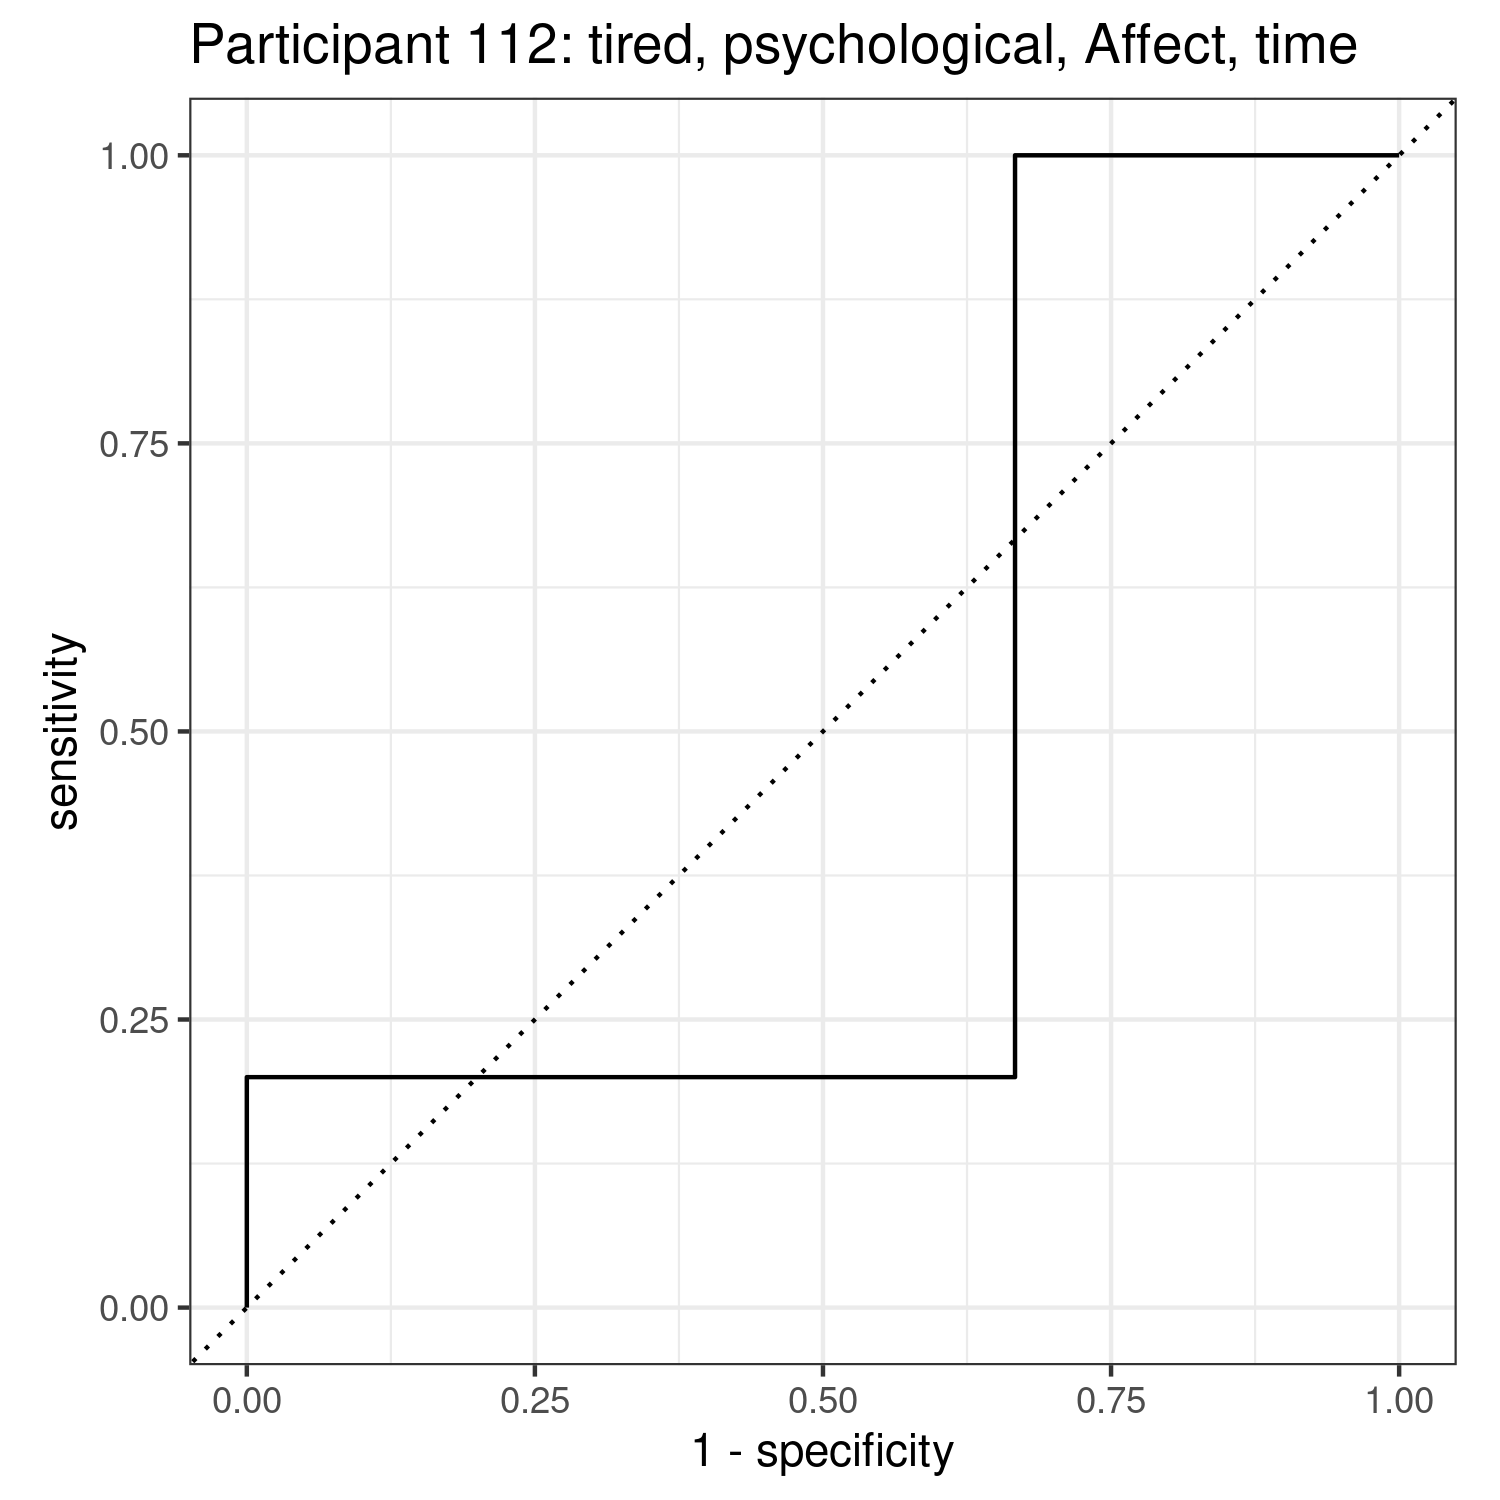 Participant 112: tired, psychological, Affect, time
1.00
0.75
0.50
0.25
0.00
sensitivity
0.00 0.25 0.50 0.75 1.00
1 - specificity